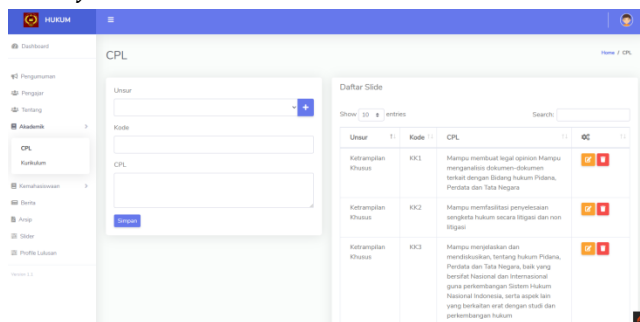 HUKUM
Dashboard
Pengumuman
Pengajar
Tentang
Akademik
CPL
Kurikulum
Kemahasiswaan
Berita
Arsip
Slider
Profile Lulusan
CPL
Home / CPL
Unsur
Kode
CPL
Simpan
Daftar Slide
Show 10 entries
Search:
Unsur Kode CPL
Ketrampilan Khusus KK1 Mampu membuat legal opinion Mampu
menganalisis dokumen-dokumen
terkait dengan Bidang hukum Pidana,
Perdata dan Tata Negara
Ketrampilan Khusus KK2 Mampu memfasilitasi penyelesaian
sengketa hukum secara litigasi dan non
litigasi
Ketrampilan Khusus KK3 Mampu menjelaskan dan
mendiskusikan, tentang hukum Pidana,
Perdata dan Tata Negara, baik yang
bersifat Nasional dan Internasional
guna perkembangan Sistem Hukum
Nasional Indonesia, serta aspek lain
yang berkaitan erat dengan studi dan
perkembangan hukum